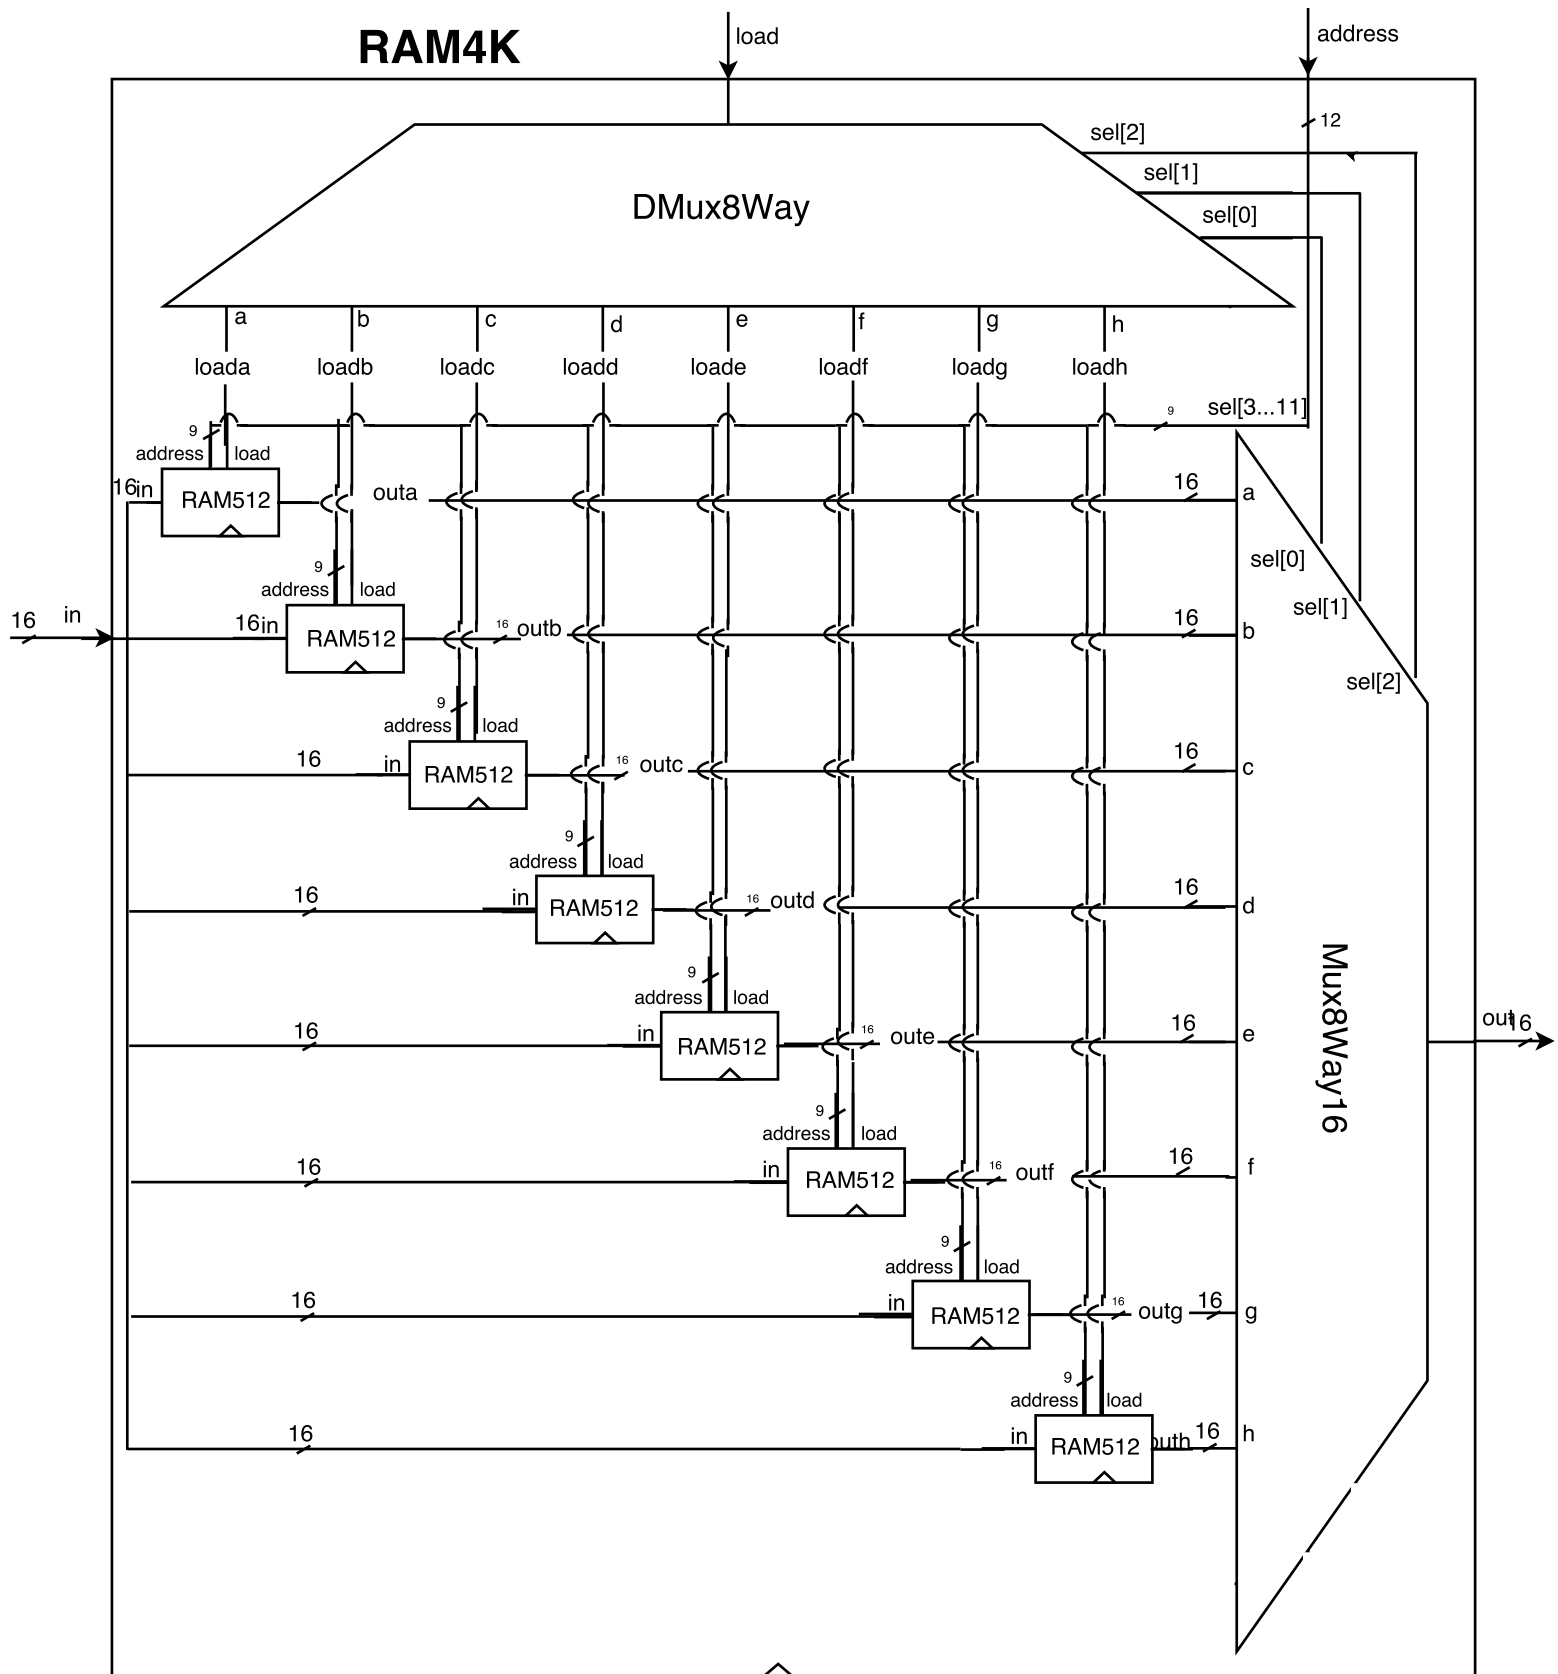 RAM4K
load
address
12
sel[2]
sel[1]
sel[0]
DMux8Way
a b c d e f g h
loada loadb loadc loadd loade loadf loadg loadh
9 sel[3...11]
9
address load
16in RAM512 outa 16 a
sel[0]
9
address load
sel[1]
16 in 16in RAM512 16 outb 16 b
sel[2]
9
address load
16 in RAM512 16 outc 16 c
9
address load
16 in RAM512 16 outd 16 d
9
address load
16 in RAM512 16 oute 16 e
Mux8Way16
out16
9
address load
16 in RAM512 16 outf 16 f
9
address load
16 in RAM512 16 outg 16 g
9
address load
16 in RAM512 outh 16 h